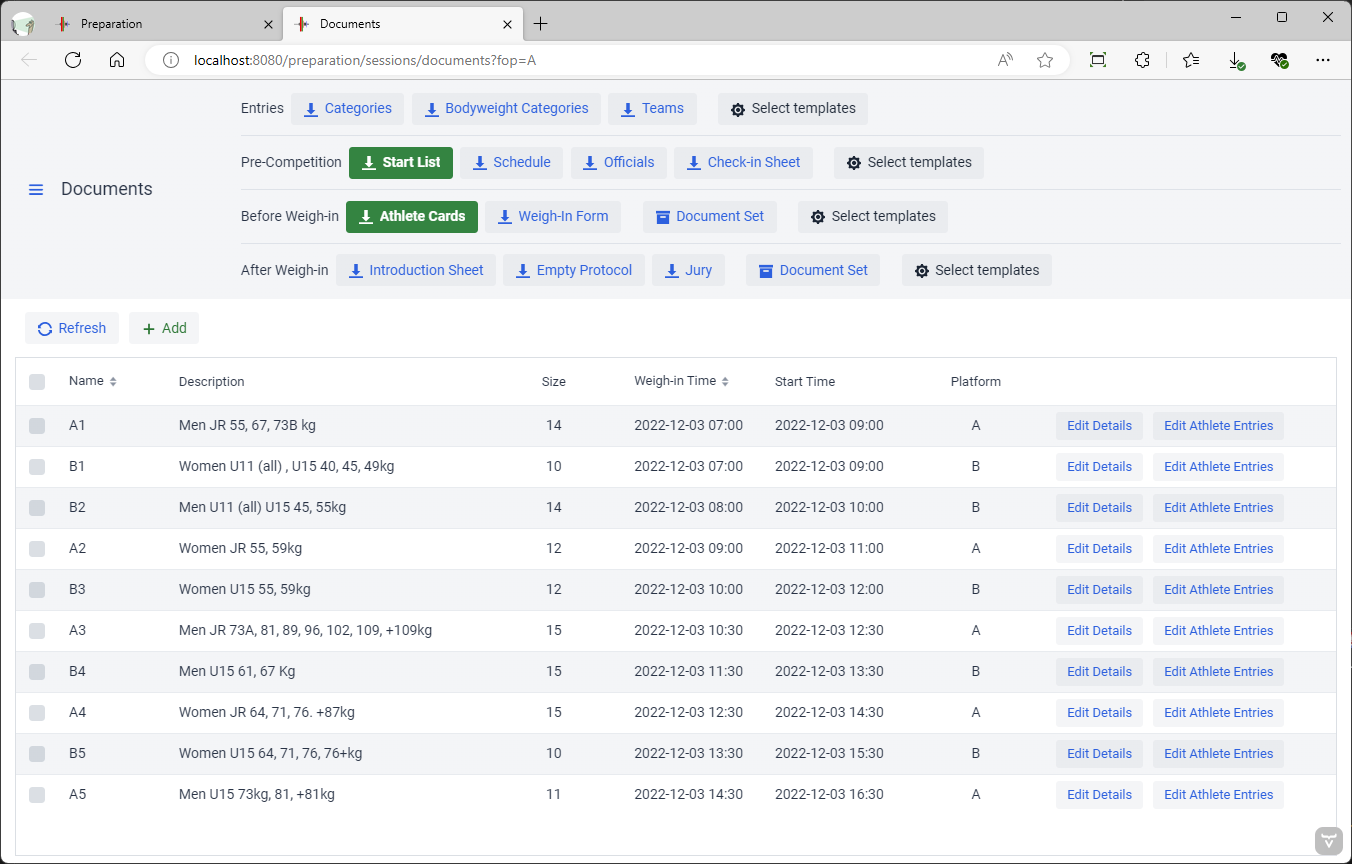 Preparation Documents
localhost:8080/preparation/sessions/documents?fop=A
Entries Categories Bodyweight Categories Teams Select templates
Pre-Competition Start List Schedule Officials Check-in Sheet Select templates
Documents
Before Weigh-in Athlete Cards Weigh-In Form Document Set Select templates
After Weigh-in Introduction Sheet Empty Protocol Jury Document Set Select templates
Refresh Add
Name Description Size Weigh-in Time Start Time Platform
A1 Men JR 55, 67, 73B kg 14 2022-12-03 07:00 2022-12-03 09:00 A Edit Details Edit Athlete Entries
B1 Women U11 (all) , U15 40, 45, 49kg 10 2022-12-03 07:00 2022-12-03 09:00 B Edit Details Edit Athlete Entries
B2 Men U11 (all) U15 45, 55kg 14 2022-12-03 08:00 2022-12-03 10:00 B Edit Details Edit Athlete Entries
A2 Women JR 55, 59kg 12 2022-12-03 09:00 2022-12-03 11:00 A Edit Details Edit Athlete Entries
B3 Women U15 55, 59kg 12 2022-12-03 10:00 2022-12-03 12:00 B Edit Details Edit Athlete Entries
A3 Men JR 73A, 81, 89, 96, 102, 109, +109kg 15 2022-12-03 10:30 2022-12-03 12:30 A Edit Details Edit Athlete Entries
B4 Men U15 61, 67 Kg 15 2022-12-03 11:30 2022-12-03 13:30 B Edit Details Edit Athlete Entries
A4 Women JR 64, 71, 76. +87kg 15 2022-12-03 12:30 2022-12-03 14:30 A Edit Details Edit Athlete Entries
B5 Women U15 64, 71, 76, 76+kg 10 2022-12-03 13:30 2022-12-03 15:30 B Edit Details Edit Athlete Entries
A5 Men U15 73kg, 81, +81kg 11 2022-12-03 14:30 2022-12-03 16:30 A Edit Details Edit Athlete Entries